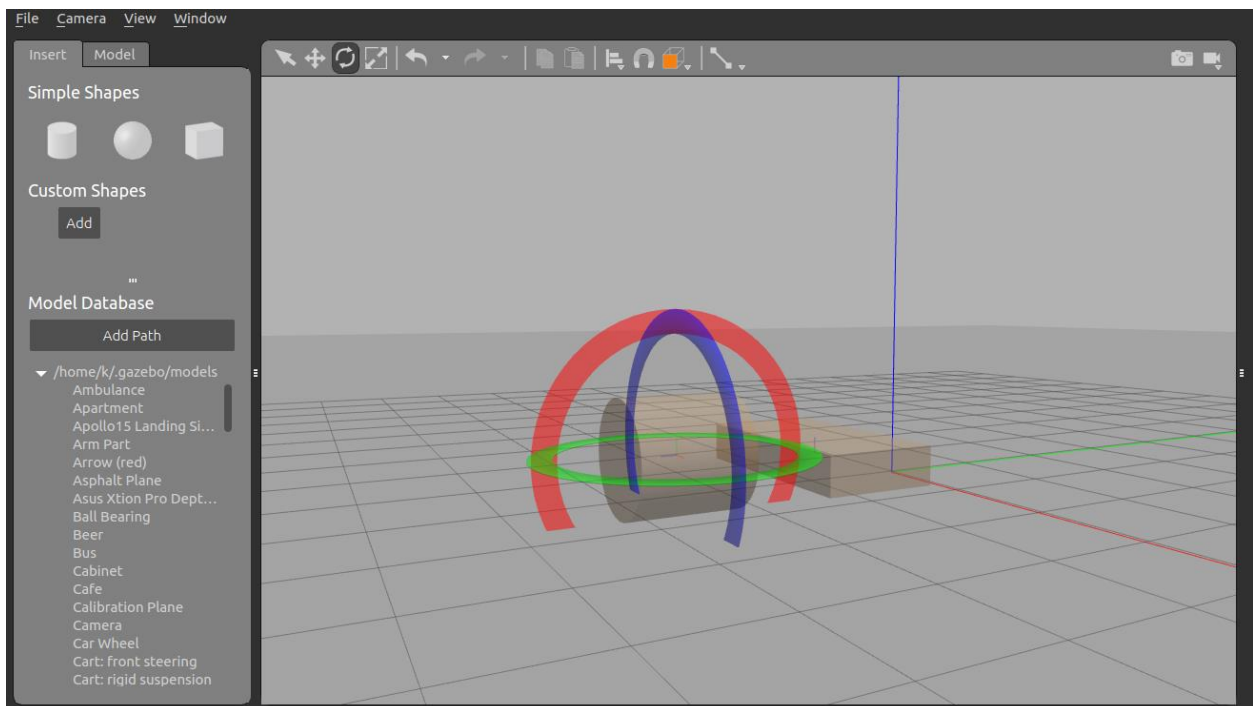 File Camera View Window
Insert Model
Simple Shapes
Custom Shapes
Add
Model Database
Add Path
/home/k/.gazebo/models
Ambulance
Apartment
Apollo15 Landing Si...
Arm Part
Arrow (red)
Asphalt Plane
Asus Xtion Pro Dept...
Ball Bearing
Beer
Bus
Cabinet
Cafe
Calibration Plane
Camera
Car Wheel
Cart: front steering
Cart: rigid suspension